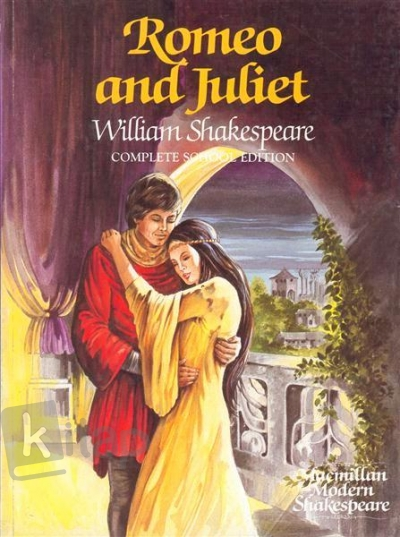 Romeo
and Juliet
William Shakespeare
COMPLETE SCHOOL EDITION
Macmillan
Modern
Shakespeare